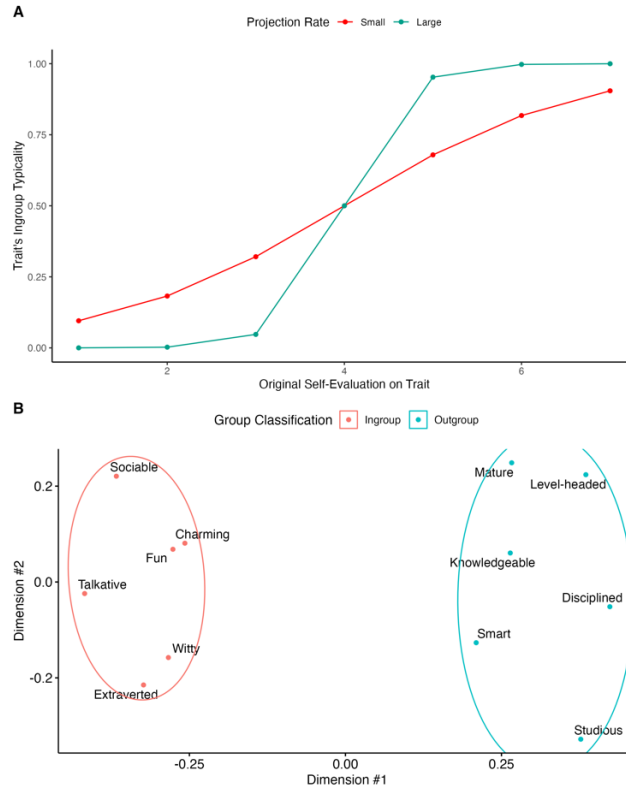 A
Projection Rate Small Large
1.00
0.75
0.50
0.25
0.00
Trait's Ingroup Typicality
2 4 6
Original Self-Evaluation on Trait
B
Group Classification Ingroup Outgroup
Sociable
Mature
Level-headed
0.2
Charming
Fun
Knowledgeable
0.0
Talkative
Disciplined
Smart
Witty
-0.2
Extraverted
Studious
Dimension #2
-0.25 0.00 0.25
Dimension #1